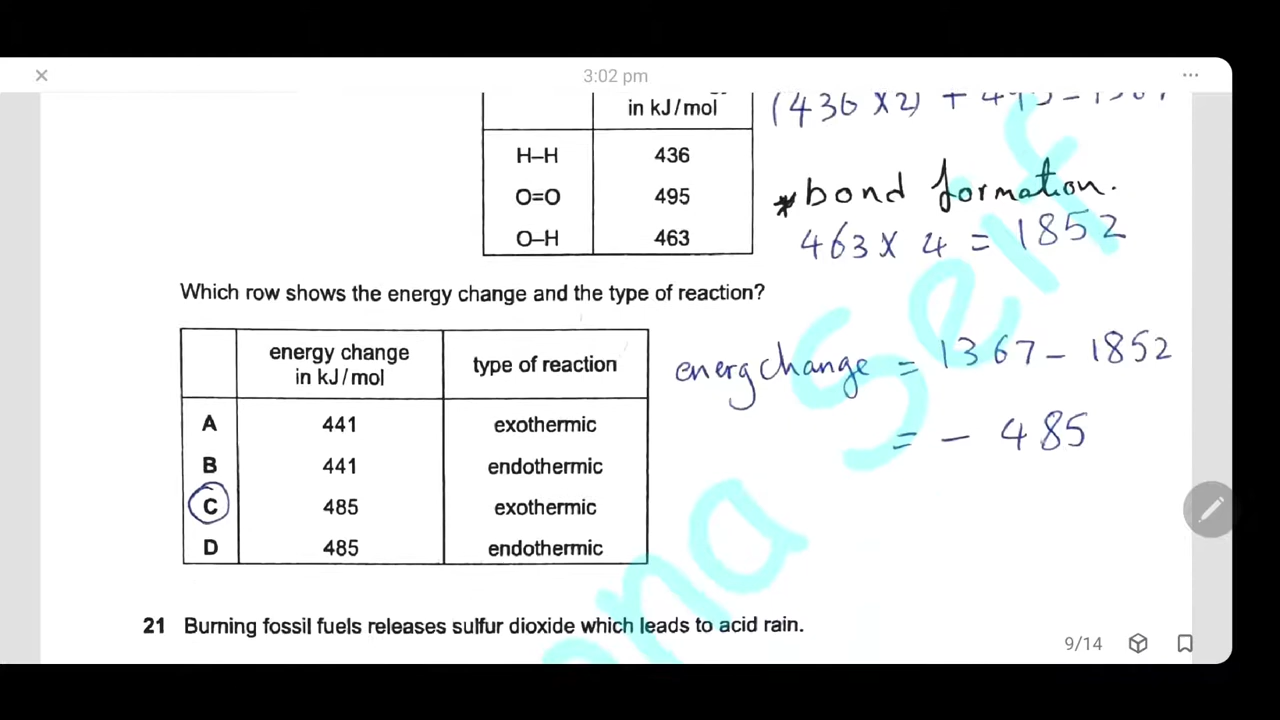 3:02 pm
in kJ/mol
(436 x 2) +
H–H 436
O=O 495
O–H 463
*bond formation.
463 x 4 = 1852
Which row shows the energy change and the type of reaction?
energy change in kJ/mol type of reaction
A 441 exothermic
B 441 endothermic
C 485 exothermic
D 485 endothermic
energchange = 1367 – 1852
= – 485
21 Burning fossil fuels releases sulfur dioxide which leads to acid rain.
9/14
ona Seif